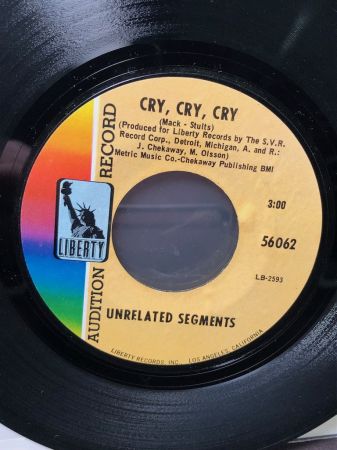 CRY, CRY, CRY
(Mack - Stults)
(Produced for Liberty Records by The S.V.R.
Record Corp., Detroit, Michigan, A. and R.:
J. Chekaway, M. Olsson)
Metric Music Co.-Chekaway Publishing BMI
3:00
56062
LB-2593
AUDITION RECORD
LIBERTY
UNRELATED SEGMENTS
LIBERTY RECORDS INC. LOS ANGELES, CALIFORNIA